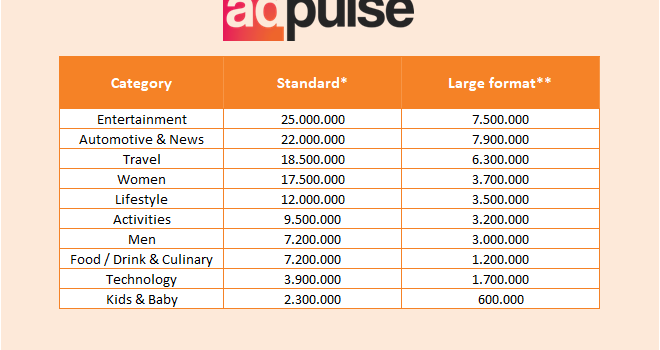 adpulse
Category Standard* Large format**
Entertainment 25.000.000 7.500.000
Automotive & News 22.000.000 7.900.000
Travel 18.500.000 6.300.000
Women 17.500.000 3.700.000
Lifestyle 12.000.000 3.500.000
Activities 9.500.000 3.200.000
Men 7.200.000 3.000.000
Food / Drink & Culinary 7.200.000 1.200.000
Technology 3.900.000 1.700.000
Kids & Baby 2.300.000 600.000